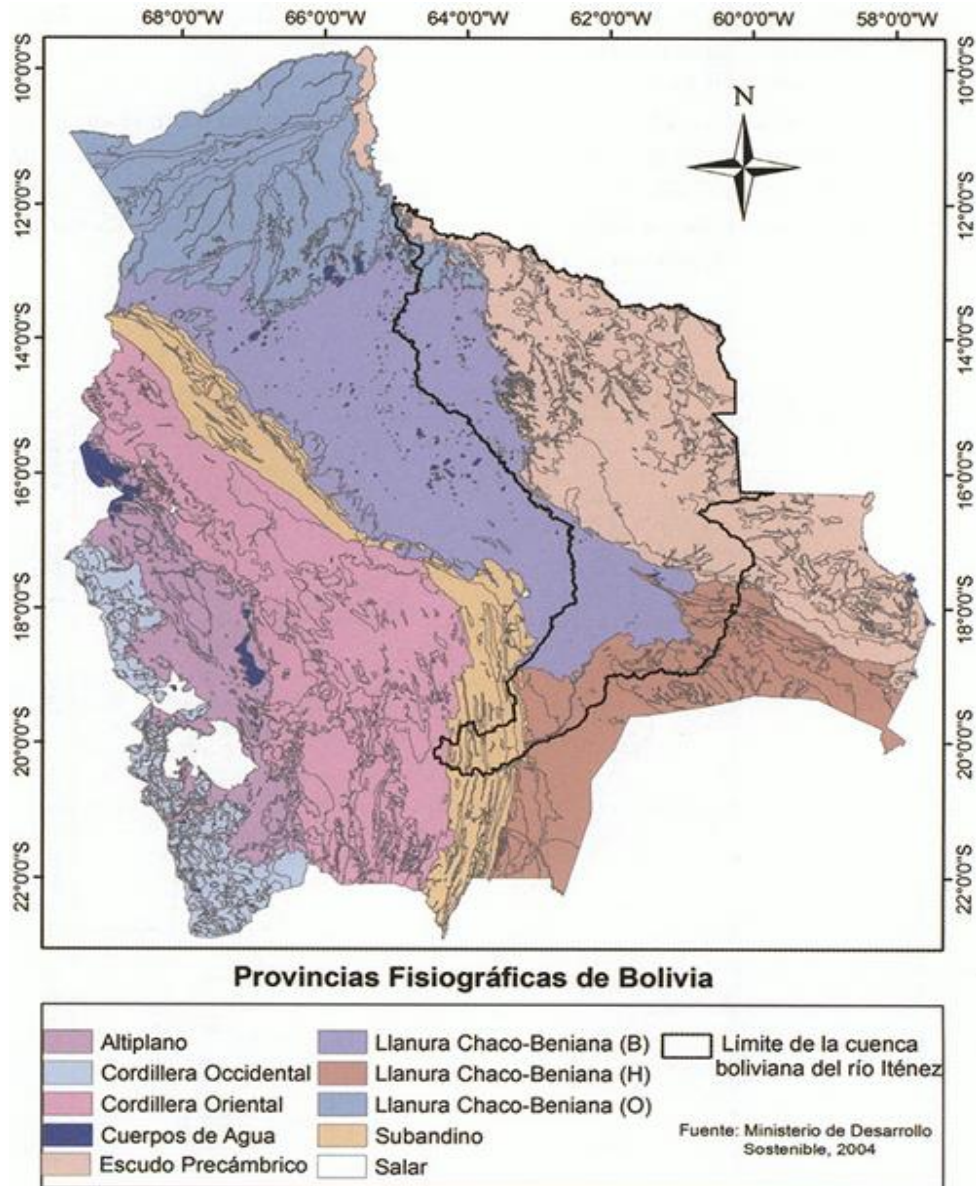 68°0'0"W 66°0'0"W 64°0'0"W 62°0'0"W 60°0'0"W 58°0'0"W
N
10°0'0"S 10°0'0"S
12°0'0"S 12°0'0"S
14°0'0"S 14°0'0"S
16°0'0"S 16°0'0"S
18°0'0"S 18°0'0"S
20°0'0"S 20°0'0"S
22°0'0"S 22°0'0"S
Provincias Fisiográficas de Bolivia
Altiplano
Cordillera Occidental
Cordillera Oriental
Cuerpos de Agua
Escudo Precámbrico
Llanura Chaco-Beniana (B)
Llanura Chaco-Beniana (H)
Llanura Chaco-Beniana (O)
Subandino
Salar
Límite de la cuenca
boliviana del río Iténez
Fuente: Ministerio de Desarrollo
Sostenible, 2004